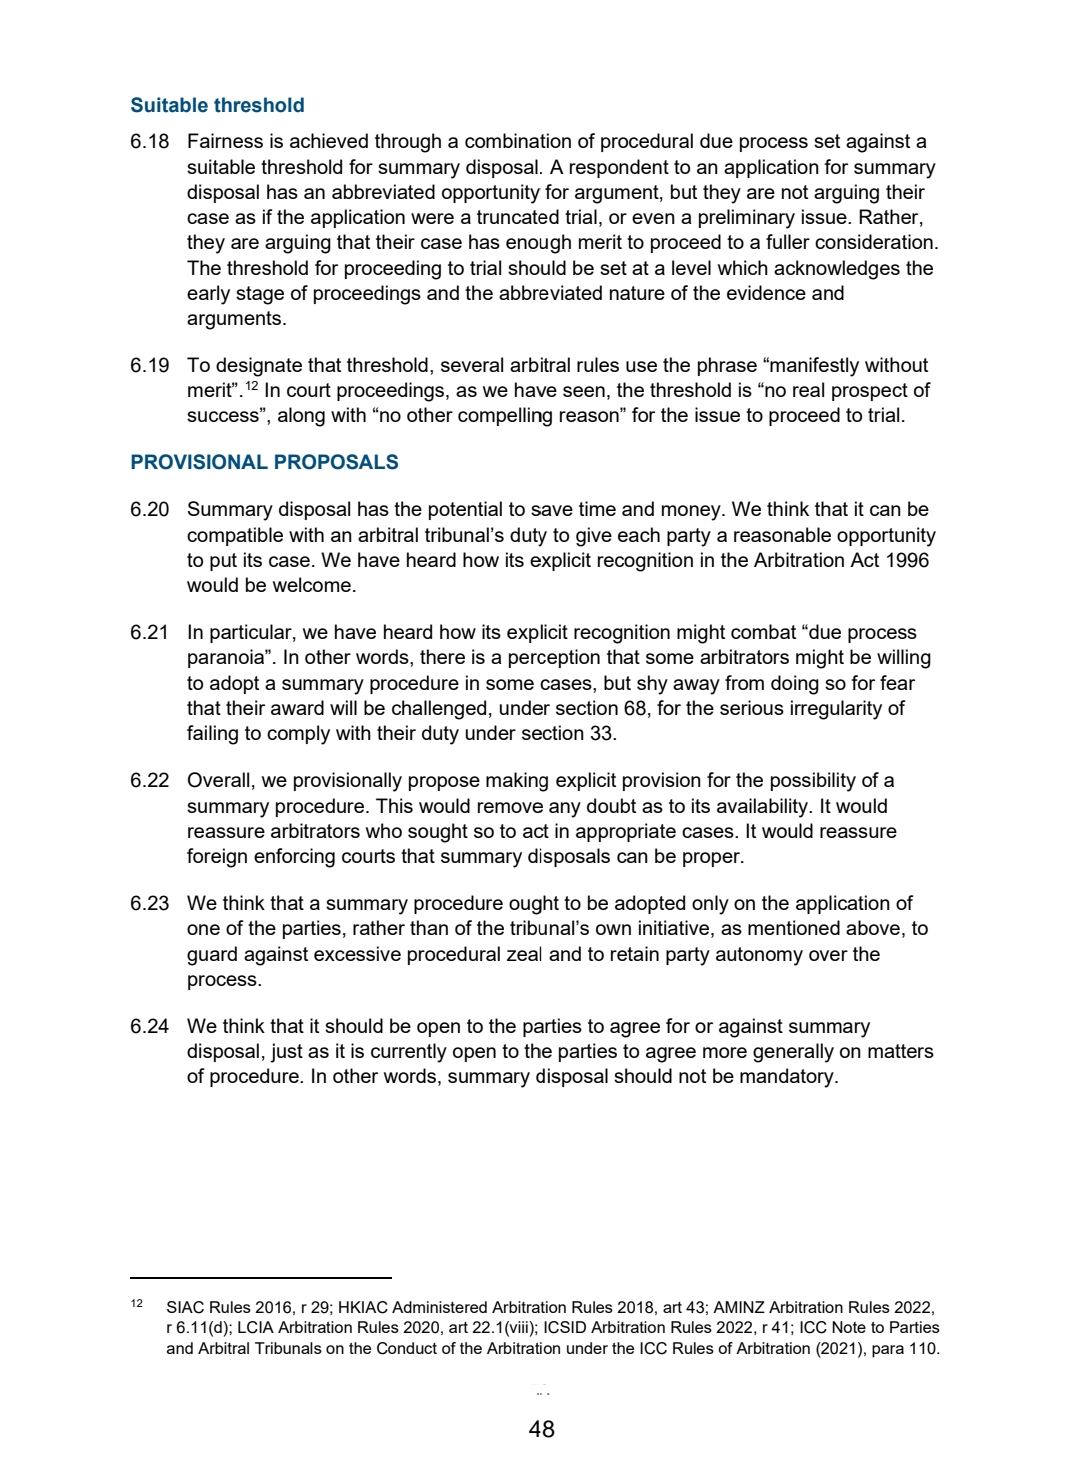 Suitable threshold
6.18 Fairness is achieved through a combination of procedural due process set against a
suitable threshold for summary disposal. A respondent to an application for summary
disposal has an abbreviated opportunity for argument, but they are not arguing their
case as if the application were a truncated trial, or even a preliminary issue. Rather,
they are arguing that their case has enough merit to proceed to a fuller consideration.
The threshold for proceeding to trial should be set at a level which acknowledges the
early stage of proceedings and the abbreviated nature of the evidence and
arguments.
6.19 To designate that threshold, several arbitral rules use the phrase “manifestly without
merit”.12 In court proceedings, as we have seen, the threshold is “no real prospect of
success”, along with “no other compelling reason” for the issue to proceed to trial.
PROVISIONAL PROPOSALS
6.20 Summary disposal has the potential to save time and money. We think that it can be
compatible with an arbitral tribunal’s duty to give each party a reasonable opportunity
to put its case. We have heard how its explicit recognition in the Arbitration Act 1996
would be welcome.
6.21 In particular, we have heard how its explicit recognition might combat “due process
paranoia”. In other words, there is a perception that some arbitrators might be willing
to adopt a summary procedure in some cases, but shy away from doing so for fear
that their award will be challenged, under section 68, for the serious irregularity of
failing to comply with their duty under section 33.
6.22 Overall, we provisionally propose making explicit provision for the possibility of a
summary procedure. This would remove any doubt as to its availability. It would
reassure arbitrators who sought so to act in appropriate cases. It would reassure
foreign enforcing courts that summary disposals can be proper.
6.23 We think that a summary procedure ought to be adopted only on the application of
one of the parties, rather than of the tribunal’s own initiative, as mentioned above, to
guard against excessive procedural zeal and to retain party autonomy over the
process.
6.24 We think that it should be open to the parties to agree for or against summary
disposal, just as it is currently open to the parties to agree more generally on matters
of procedure. In other words, summary disposal should not be mandatory.
12 SIAC Rules 2016, r 29; HKIAC Administered Arbitration Rules 2018, art 43; AMINZ Arbitration Rules 2022,
r 6.11(d); LCIA Arbitration Rules 2020, art 22.1(viii); ICSID Arbitration Rules 2022, r 41; ICC Note to Parties
and Arbitral Tribunals on the Conduct of the Arbitration under the ICC Rules of Arbitration (2021), para 110.
48